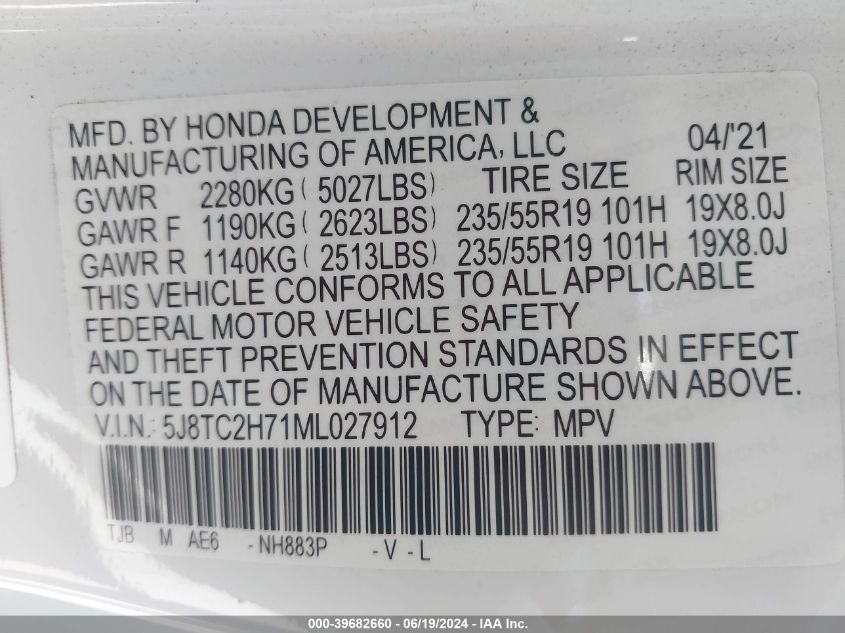 MFD. BY HONDA DEVELOPMENT &
MANUFACTURING OF AMERICA, LLC 04/'21
GVWR 2280KG ( 5027LBS) TIRE SIZE RIM SIZE
GAWR F 1190KG ( 2623LBS) 235/55R19 101H 19X8.0J
GAWR R 1140KG ( 2513LBS) 235/55R19 101H 19X8.0J
THIS VEHICLE CONFORMS TO ALL APPLICABLE
FEDERAL MOTOR VEHICLE SAFETY
AND THEFT PREVENTION STANDARDS IN EFFECT
ON THE DATE OF MANUFACTURE SHOWN ABOVE.
V.I.N.: 5J8TC2H71ML027912 TYPE: MPV
TJB M AE6 -NH883P -V -L
000-39682660 - 06/19/2024 - IAA Inc.